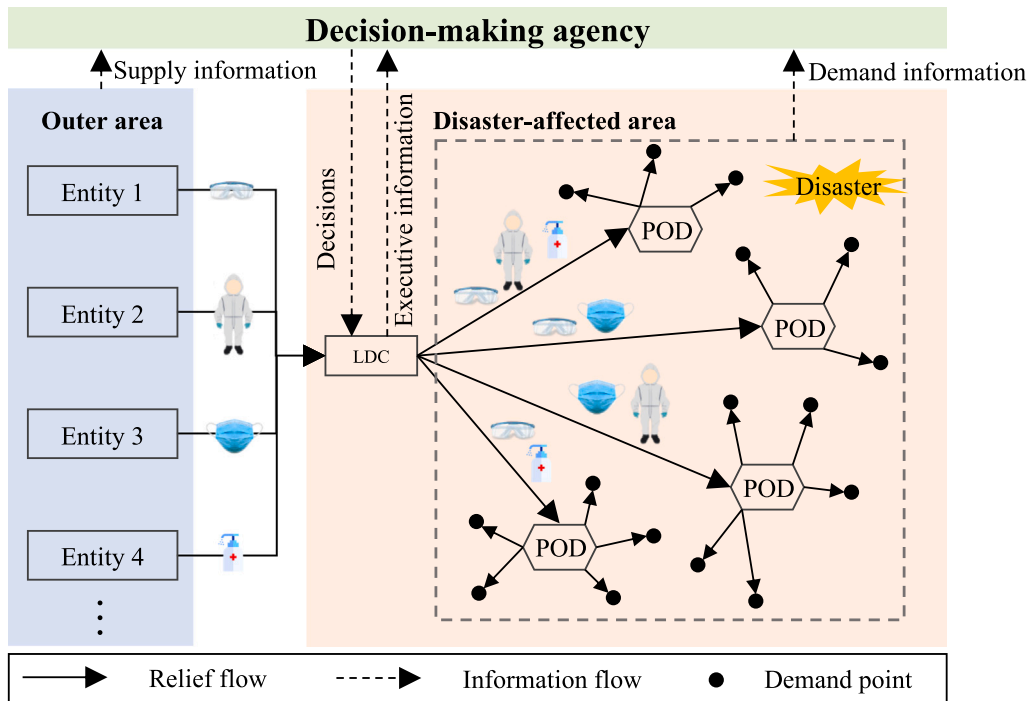 Decision-making agency
Supply information
Demand information
Outer area
Disaster-affected area
Entity 1
Entity 2
Entity 3
Entity 4
Decisions
Executive information
LDC
Disaster
POD
POD
POD
POD
Relief flow
Information flow
Demand point